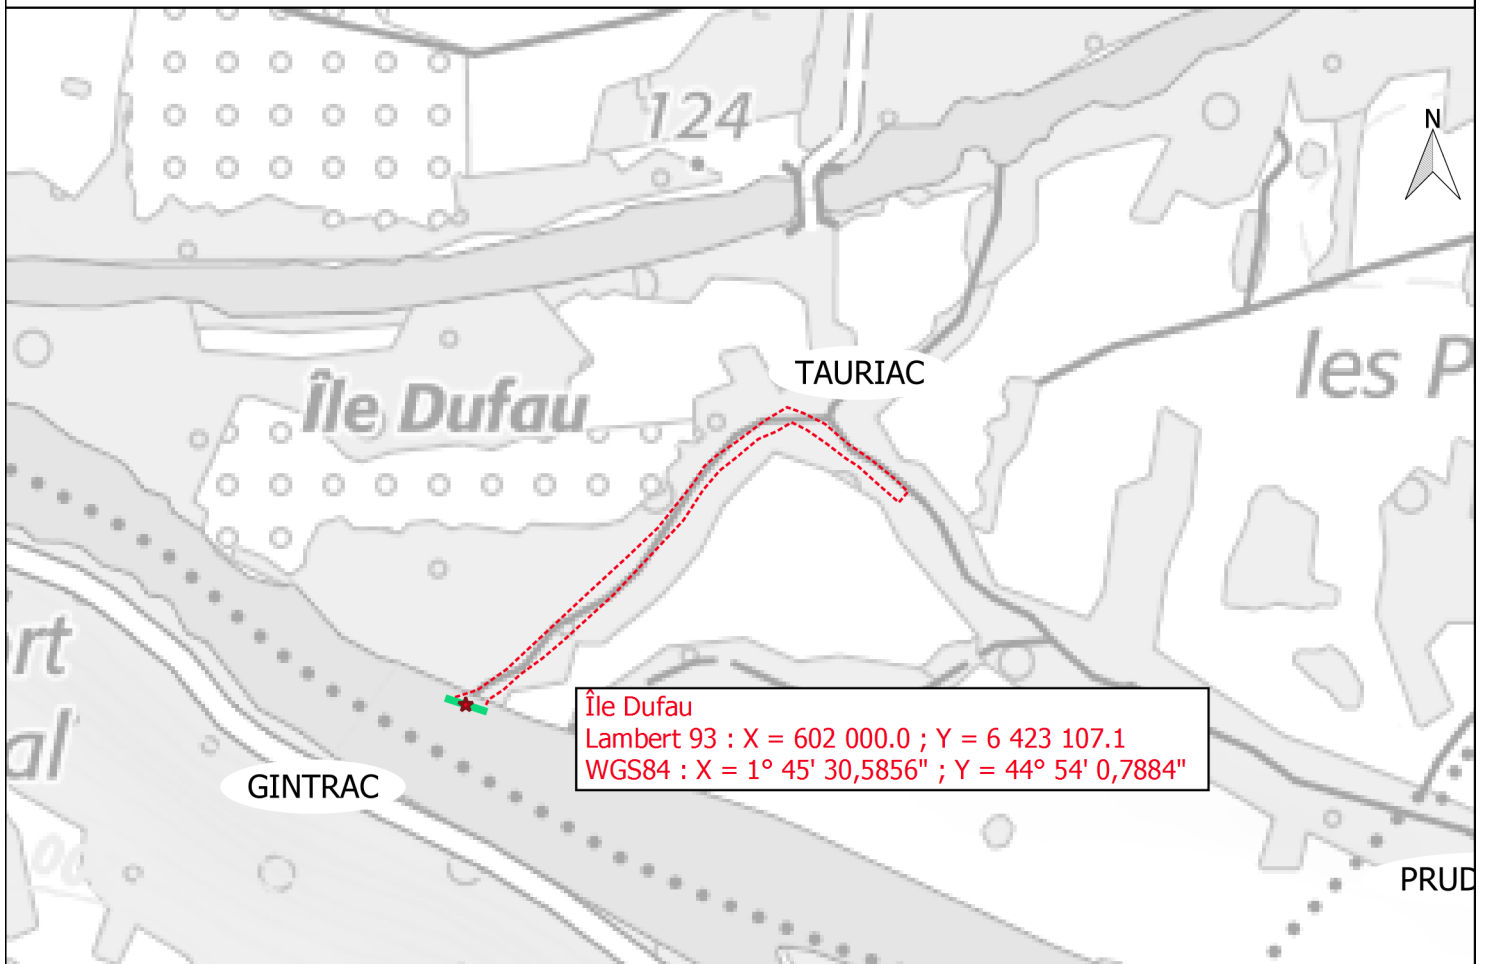 N
124
TAURIAC
les P
Île Dufau
rt
al
Île Dufau
Lambert 93 : X = 602 000.0 ; Y = 6 423 107.1
WGS84 : X = 1° 45' 30,5856" ; Y = 44° 54' 0,7884"
GINTRAC
PRUD